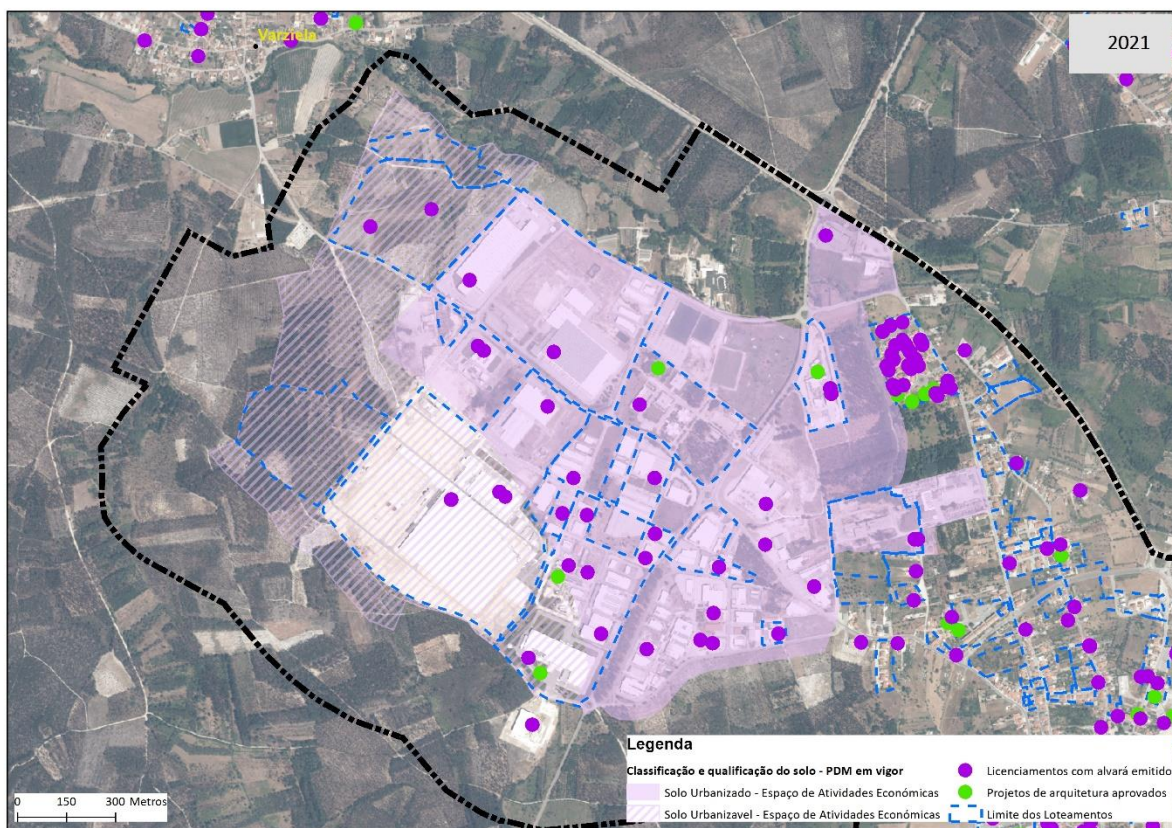 2021
Varziela
Legenda
Classificação e qualificação do solo - PDM em vigor
Solo Urbanizado - Espaço de Atividades Económicas
Solo Urbanizavel - Espaço de Atividades Económicas
Licenciamentos com alvará emitido
Projetos de arquitetura aprovados
Limite dos Loteamentos
0 150 300 Metros